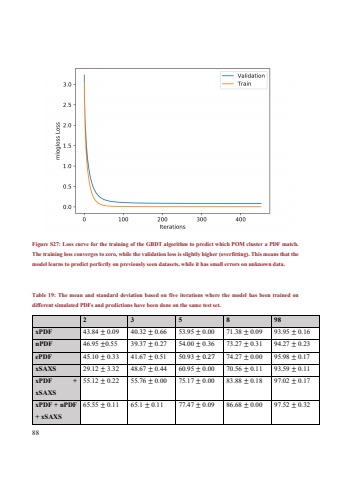 Validation
Train
3.0
2.5
2.0
1.5
1.0
0.5
0.0
mlogloss Loss
0 100 200 300 400
Iterations
Figure S27: Loss curve for the training of the GBDT algorithm to predict which POM cluster a PDF match.
The training loss converges to zero, while the validation loss is slightly higher (overfitting). This means that the
model learns to predict perfectly on previously seen datasets, while it has small errors on unknown data.
Table 19: The mean and standard deviation based on five iterations where the model has been trained on
different simulated PDFs and predictions have been done on the same test set.
2 3 5 8 98
xPDF 43.84 ± 0.09 40.32 ± 0.66 53.95 ± 0.00 71.38 ± 0.09 93.95 ± 0.16
nPDF 46.95 ±0.55 39.37 ± 0.27 54.00 ± 0.36 73.27 ± 0.31 94.27 ± 0.23
ePDF 45.10 ± 0.33 41.67 ± 0.51 50.93 ± 0.27 74.27 ± 0.00 95.98 ± 0.17
xSAXS 29.12 ± 3.32 48.67 ± 0.44 60.95 ± 0.00 70.56 ± 0.11 93.59 ± 0.11
xPDF + 55.12 ± 0.22 55.76 ± 0.00 75.17 ± 0.00 83.88 ± 0.18 97.02 ± 0.17
xSAXS
xPDF + nPDF 65.55 ± 0.11 65.1 ± 0.11 77.47 ± 0.09 86.68 ± 0.00 97.52 ± 0.32
+ xSAXS
88